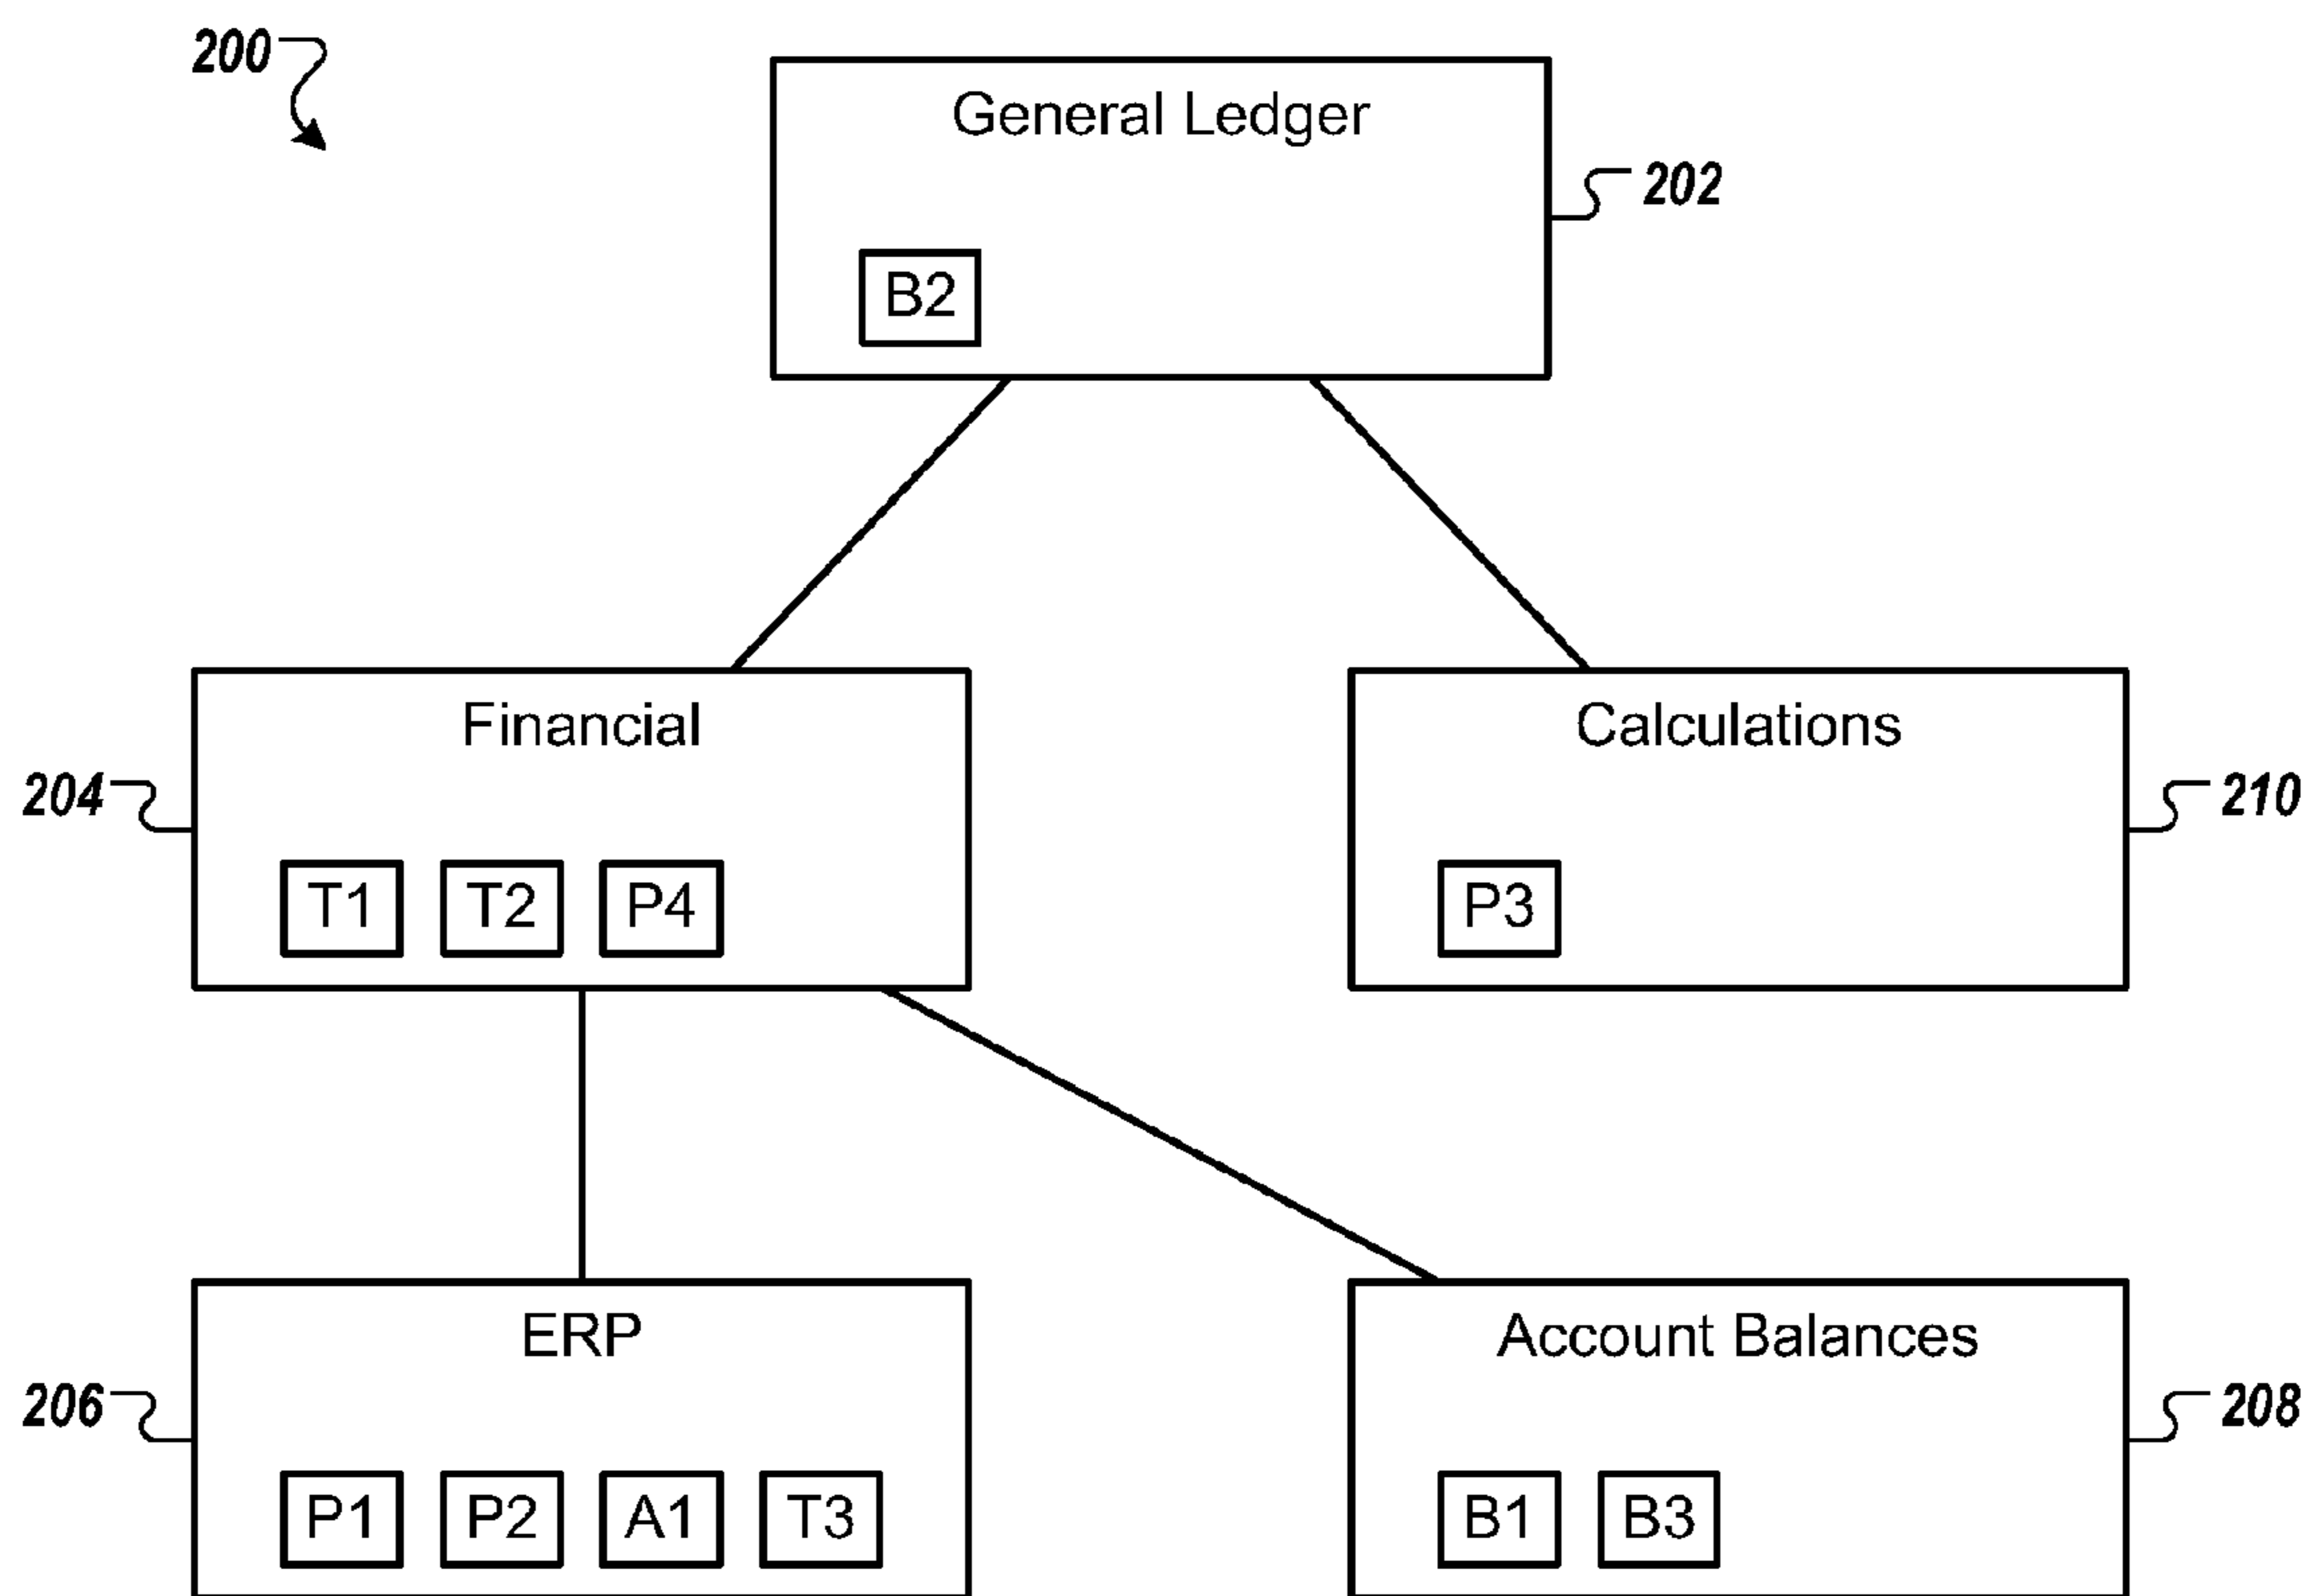 200
General Ledger
202
B2
Financial
Calculations
204
210
T1 T2 P4
P3
ERP
Account Balances
206
208
P1 P2 A1 T3
B1 B3